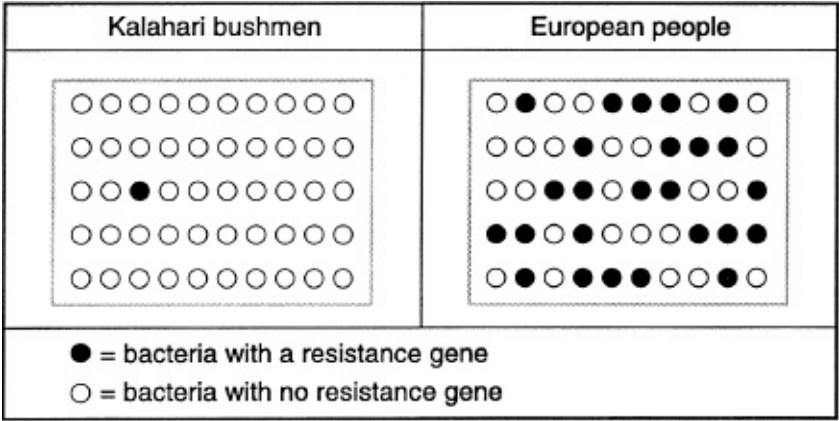 Kalahari bushmen
European people
= bacteria with a resistance gene
= bacteria with no resistance gene